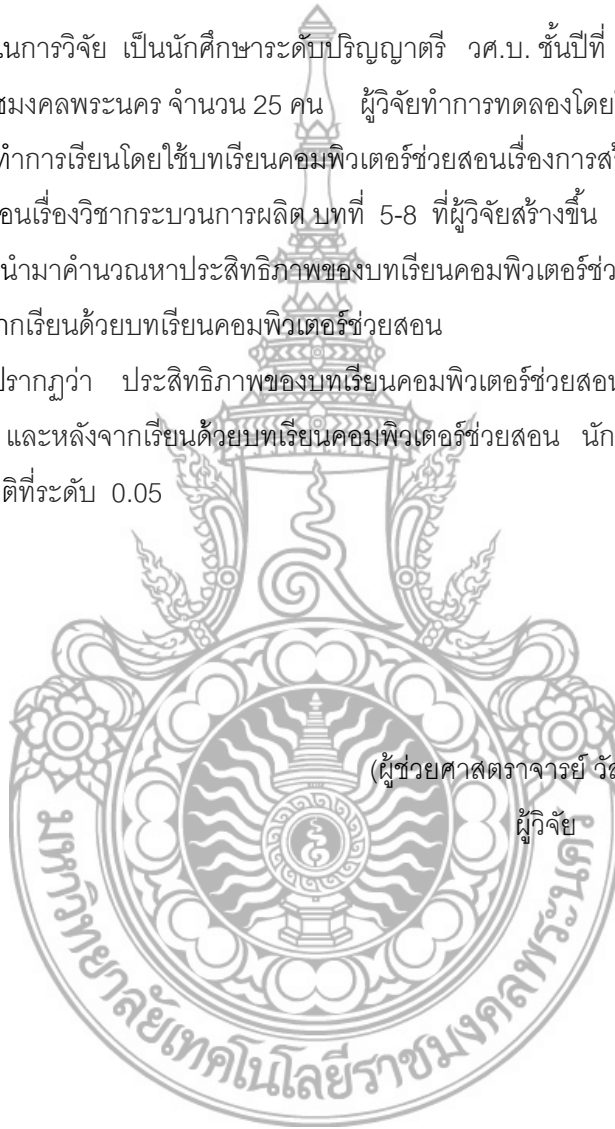 นการวิจัย เป็นนักศึกษาระดับปริญญาตรี วศ.บ. ชั้นปีที่
ชมงคลพระนคร จำนวน 25 คน ผู้วิจัยทำการทดลองโดย
ทำการเรียนโดยใช้บทเรียนคอมพิวเตอร์ช่วยสอนเรื่องการส
อนเรื่องวิชากระบวนการผลิต บทที่ 5-8 ที่ผู้วิจัยสร้างขึ้น
นำมาคำนวณหาประสิทธิภาพของบทเรียนคอมพิวเตอร์ช่ว
ากเรียนด้วยบทเรียนคอมพิวเตอร์ช่วยสอน
ปรากฏว่า ประสิทธิภาพของบทเรียนคอมพิวเตอร์ช่วยสอน
และหลังจากเรียนด้วยบทเรียนคอมพิวเตอร์ช่วยสอน นัก
ติที่ระดับ 0.05
(ผู้ช่วยศาสตราจารย์ วัส
ผู้วิจัย
มหาวิทยาลัยเทคโนโลยีราชมงคลพระนคร